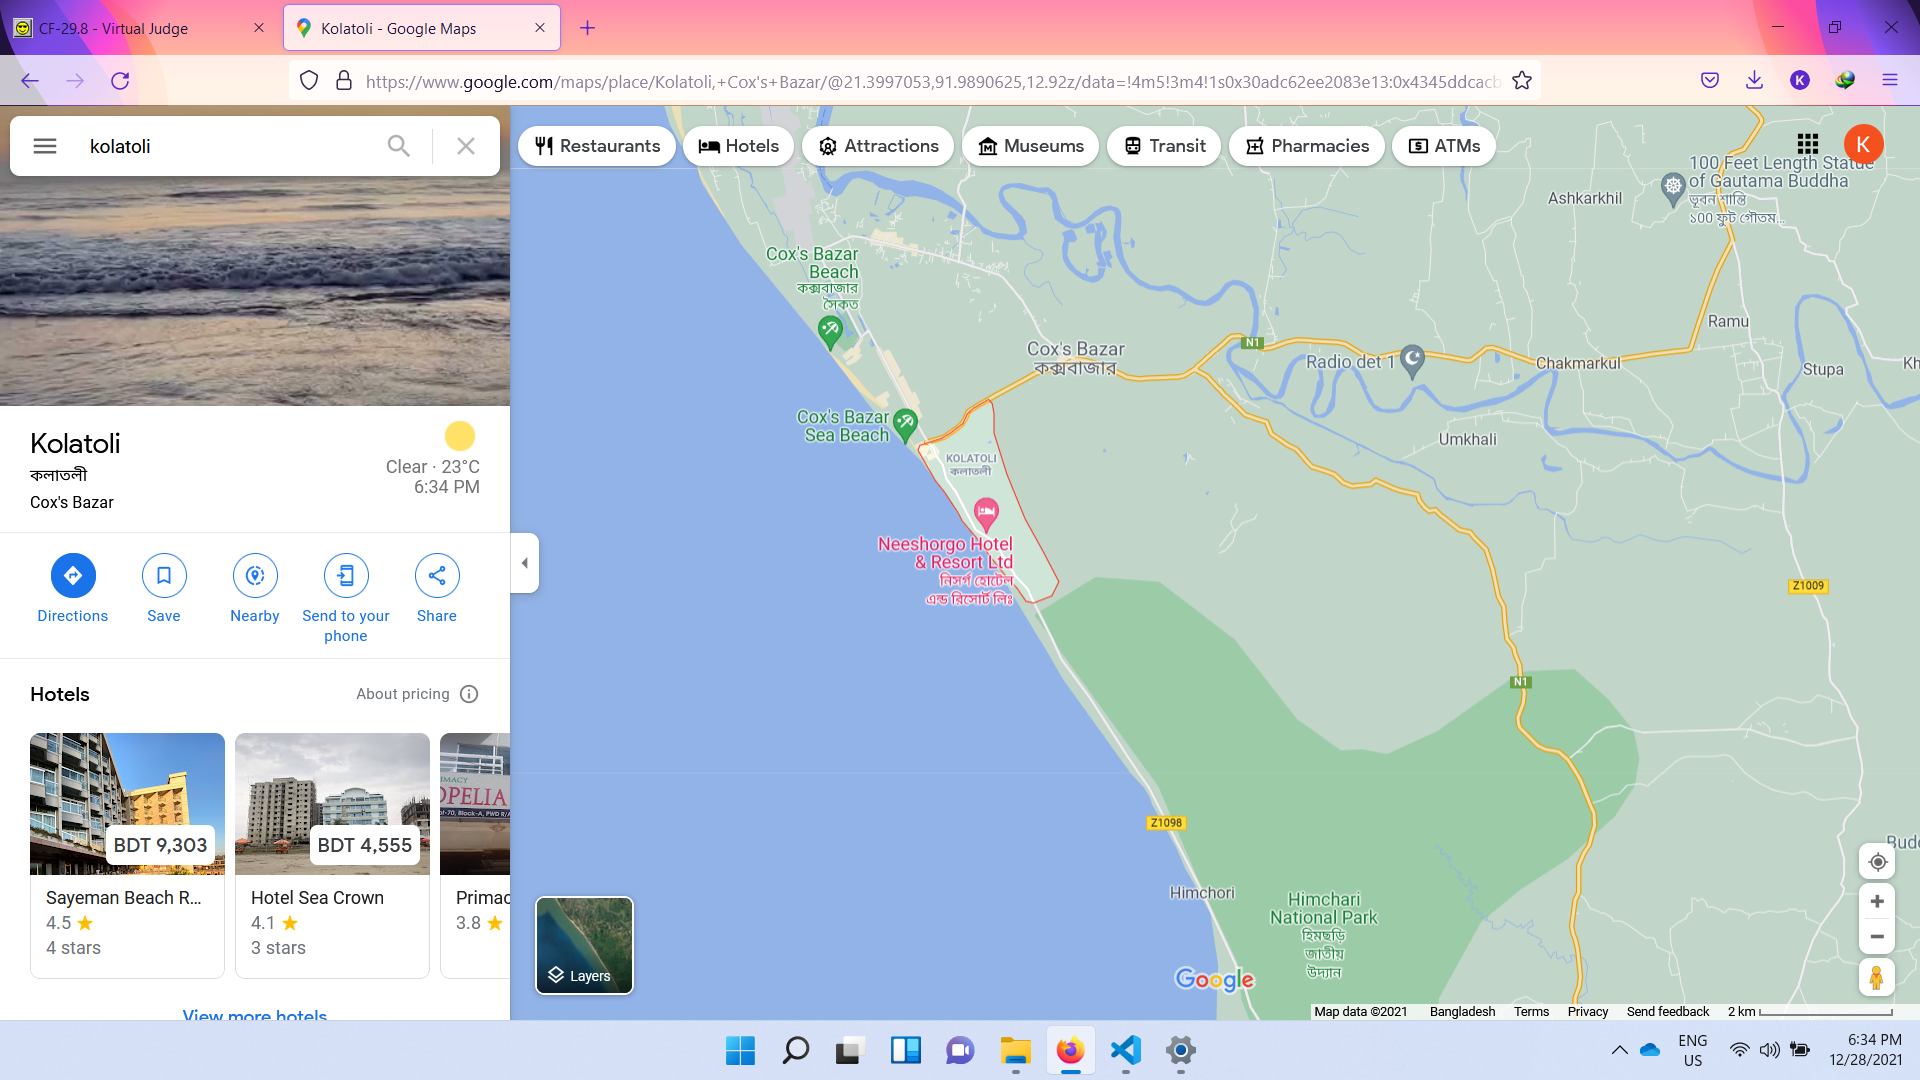 CF-29.8 - Virtual Judge
Kolatoli - Google Maps
https://www.google.com/maps/place/Kolatoli,+Cox's+Bazar/@21.3997053,91.9890625,12.92z/data=!4m5!3m4!1s0x30adc62ee2083e13:0x4345ddcacb
K
kolatoli
Restaurants
Hotels
Attractions
Museums
Transit
Pharmacies
ATMs
K
Kolatoli
কলাতলী
Cox's Bazar
Clear · 23°C
6:34 PM
Directions
Save
Nearby
Send to your
phone
Share
Hotels
About pricing
IMACY
OPELIA
ot-70, Block-A, PWD R/A
BDT 9,303
BDT 4,555
Sayeman Beach R...
4.5
4 stars
Hotel Sea Crown
4.1
3 stars
Primac
3.8
View more hotels
100 Feet Length Statue
of Gautama Buddha
ভূবন শান্তি
১০০ ফুট গৌতম...
Ashkarkhil
Cox's Bazar
Beach
কক্সবাজার
সৈকত
Ramu
Cox's Bazar
কক্সবাজার
N1
Radio det 1
Chakmarkul
Stupa
Kh
Cox's Bazar
Sea Beach
Umkhali
KOLATOLI
কলাতলী
Neeshorgo Hotel
& Resort Ltd
নিসর্গ হোটেল
এন্ড রিসোর্ট লিঃ
Z1009
N1
Z1098
Budd
Himchori
Himchari
National Park
হিমছড়ি
জাতীয়
উদ্যান
Layers
Google
Map data ©2021
Bangladesh
Terms
Privacy
Send feedback
2 km
ENG
US
6:34 PM
12/28/2021